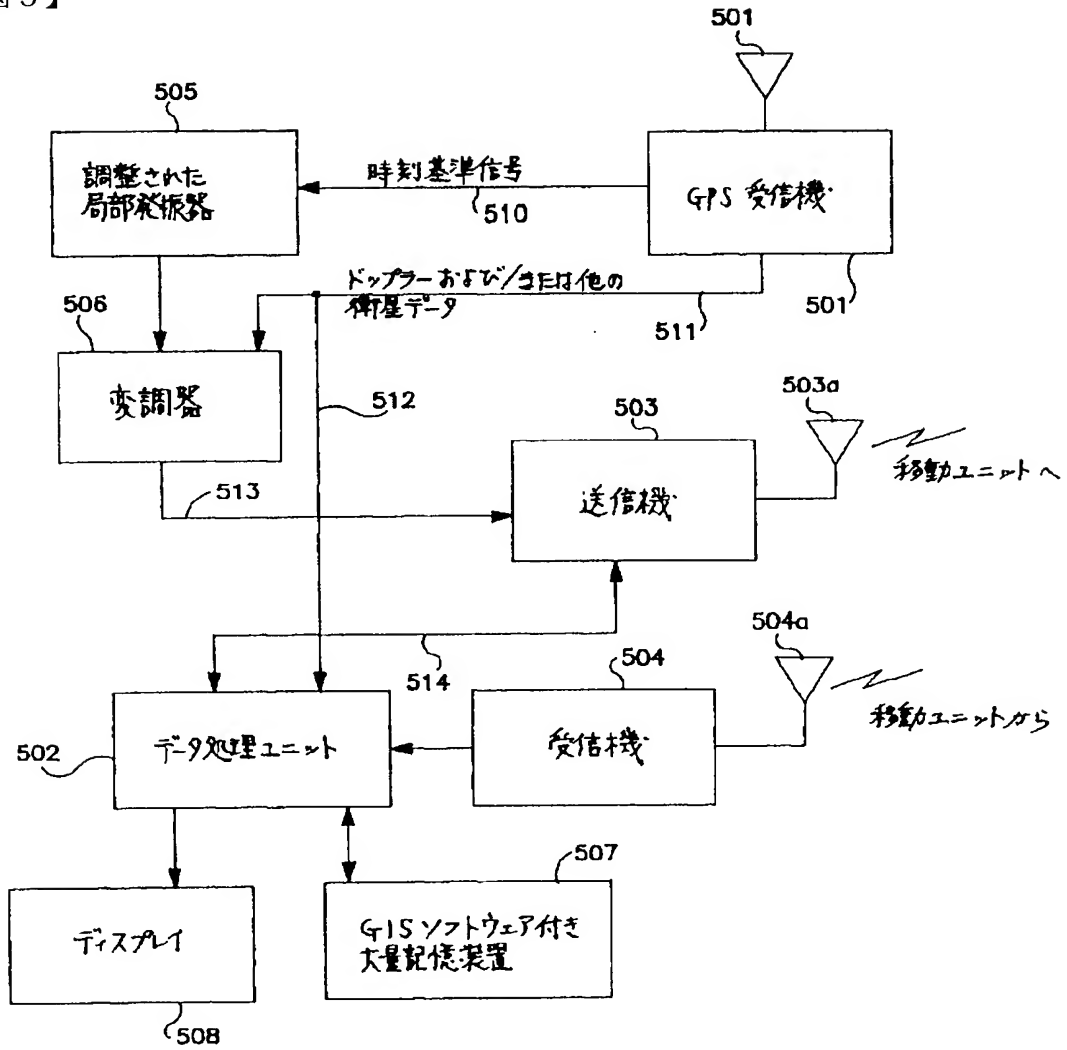 501
505
調整された
局部発振器
時刻基準信号
510
GPS 受信機
501
ドップラーおよび/または他の
衛星データ
511
506
変調器
512
503
503a
送信機
移動ユニットへ
513
514
504
504a
502
データ処理ユニット
受信機
移動ユニットから
507
ディスプレイ
GISソフトウェア付き
大量記憶装置
508